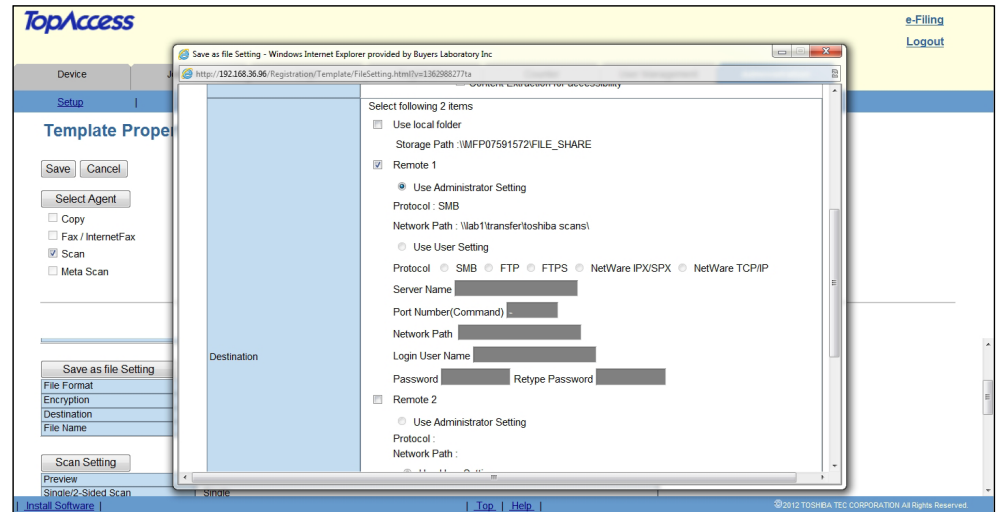 TopAccess
e-Filing
Logout
Save as file Setting - Windows Internet Explorer provided by Buyers Laboratory Inc
http://192.168.36.96/Registration/Template/FileSetting.html?v=1362988277ta
Device
Setup |
Content Extraction for accessibility
Template Prope
Save Cancel
Select Agent
Copy
Fax / InternetFax
Scan
Meta Scan
Save as file Setting
File Format
Encryption
Destination
File Name
Scan Setting
Preview
Single/2-Sided Scan Single
Destination
Select following 2 items
Use local folder
Storage Path :\\MFP07591572\FILE_SHARE
Remote 1
Use Administrator Setting
Protocol : SMB
Network Path : \\lab1\transfer\toshiba scans\
Use User Setting
Protocol SMB FTP FTPS NetWare IPX/SPX NetWare TCP/IP
Server Name
Port Number(Command) -
Network Path
Login User Name
Password Retype Password
Remote 2
Use Administrator Setting
Protocol :
Network Path :
Use User Setting
| Install Software | | Top | Help | ©2012 TOSHIBA TEC CORPORATION All Rights Reserved.